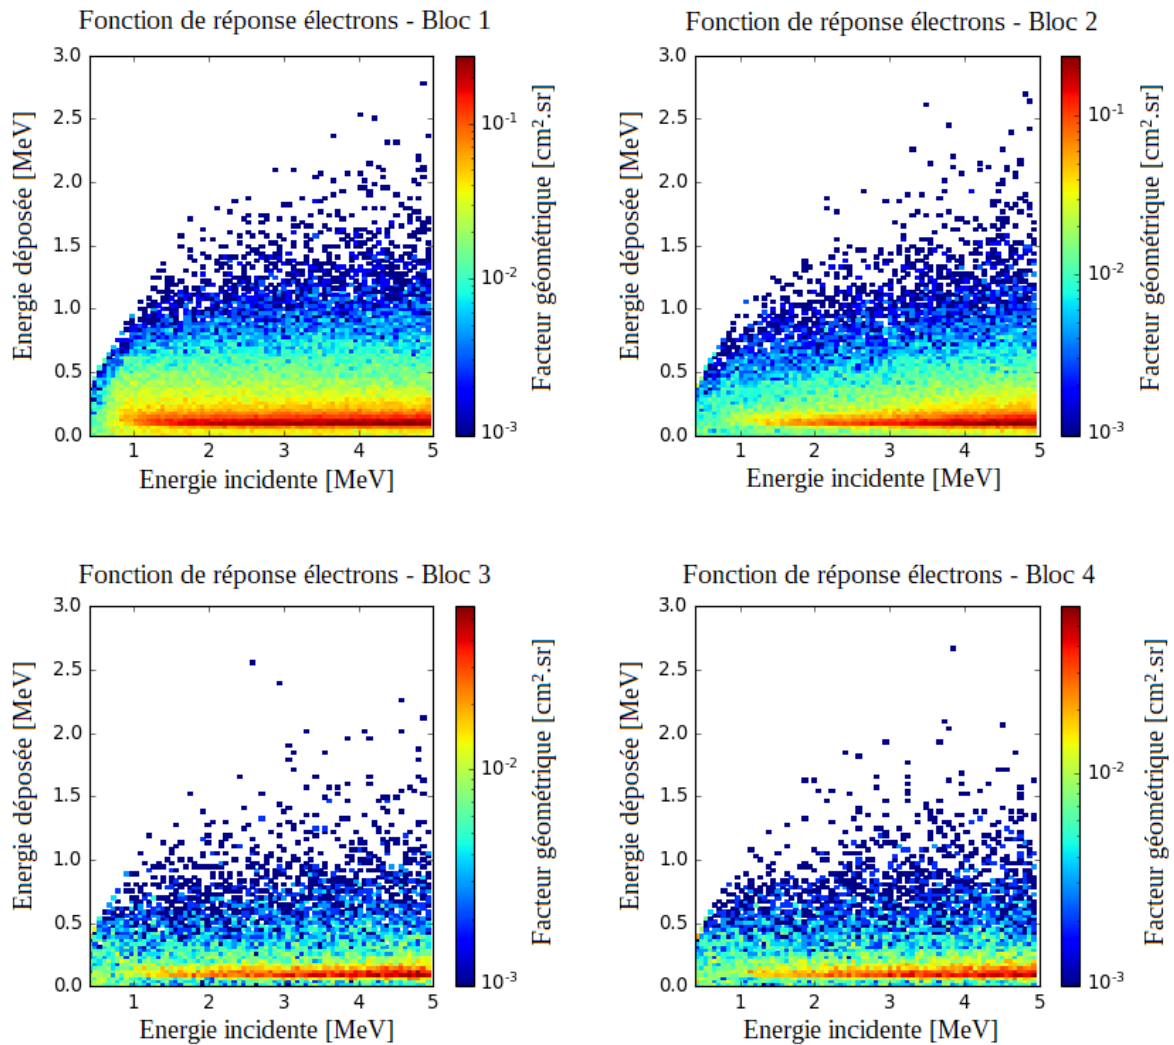 Fonction de réponse électrons - Bloc 1
3.0
2.5
2.0
1.5
1.0
0.5
0.0
1 2 3 4 5
Energie déposée [MeV]
Energie incidente [MeV]
10-1
10-2
10-3
Facteur géométrique [cm².sr]
Fonction de réponse électrons - Bloc 2
3.0
2.5
2.0
1.5
1.0
0.5
0.0
1 2 3 4 5
Energie déposée [MeV]
Energie incidente [MeV]
10-1
10-2
10-3
Facteur géométrique [cm².sr]
Fonction de réponse électrons - Bloc 3
3.0
2.5
2.0
1.5
1.0
0.5
0.0
1 2 3 4 5
Energie déposée [MeV]
Energie incidente [MeV]
10-2
10-3
Facteur géométrique [cm².sr]
Fonction de réponse électrons - Bloc 4
3.0
2.5
2.0
1.5
1.0
0.5
0.0
1 2 3 4 5
Energie déposée [MeV]
Energie incidente [MeV]
10-2
10-3
Facteur géométrique [cm².sr]